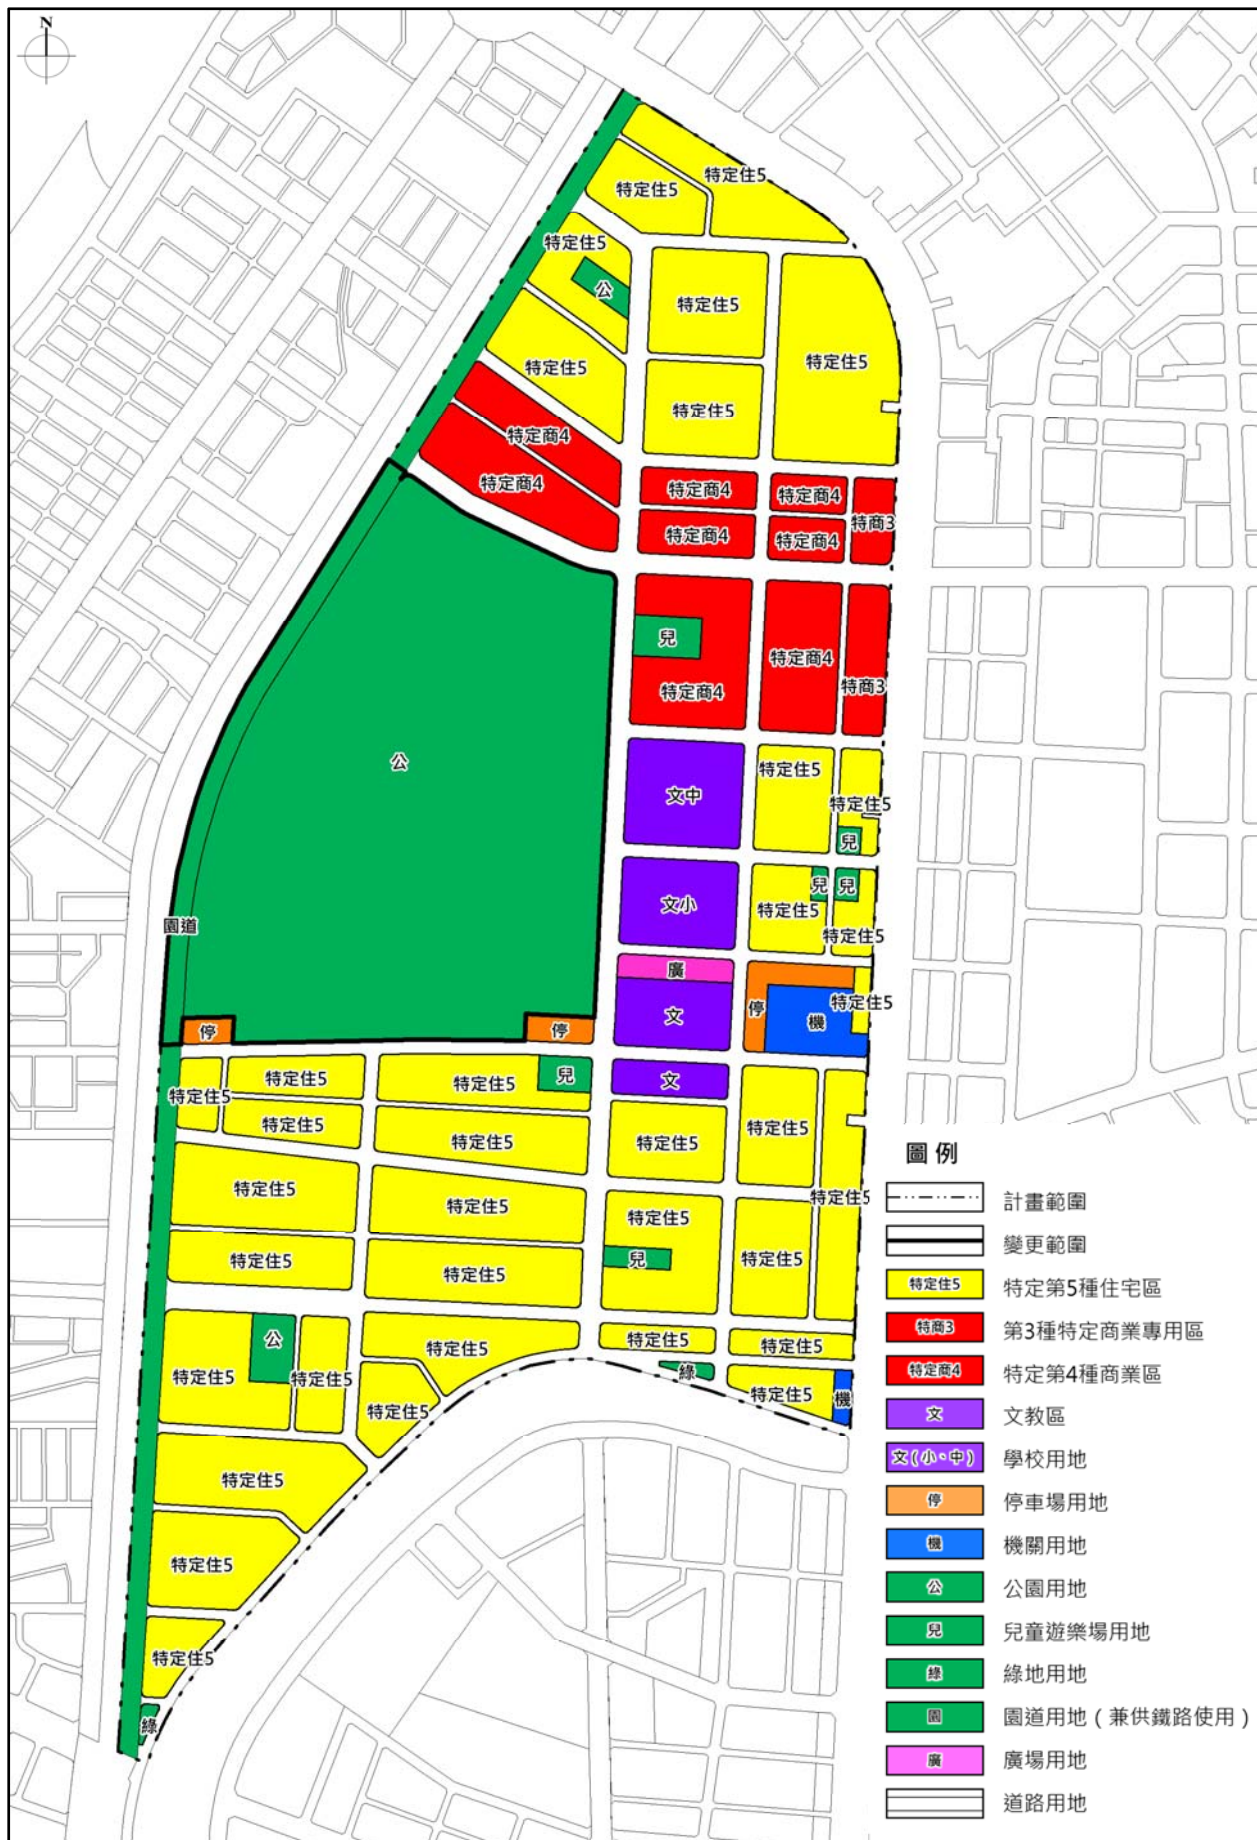 N
特定住5
特定住5
特定住5
公
特定住5
特定住5
特定住5
特定住5
特定商4
特定商4
特定商4
特定商4
特商3
特定商4
特定商4
兒
特定商4
特定商4
特商3
公
文中
特定住5
特定住5
兒
文小
兒
兒
特定住5
特定住5
園道
廣
特定住5
停
停
文
停
機
特定住5
特定住5
特定住5
兒
文
特定住5
特定住5
特定住5
特定住5
特定住5
特定住5
特定住5
特定住5
特定住5
特定住5
特定住5
兒
特定住5
公
特定住5
特定住5
特定住5
特定住5
特定住5
綠
特定住5
特定住5
機
特定住5
特定住5
特定住5
綠
圖例
計畫範圍
變更範圍
特定住5 特定第5種住宅區
特商3 第3種特定商業專用區
特定商4 特定第4種商業區
文 文教區
文(小、中) 學校用地
停 停車場用地
機 機關用地
公 公園用地
兒 兒童遊樂場用地
綠 綠地用地
園 園道用地(兼供鐵路使用)
廣 廣場用地
道路用地